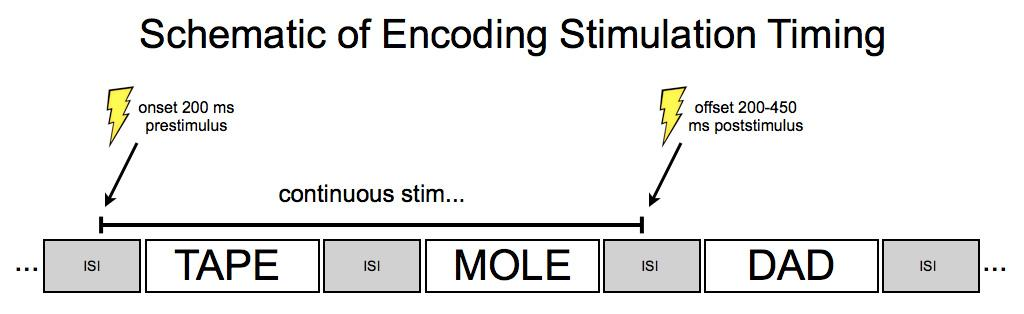 Schematic of Encoding Stimulation Timing
onset 200 ms
prestimulus
offset 200-450
ms poststimulus
continuous stim...
... ISI TAPE ISI MOLE ISI DAD ISI ...